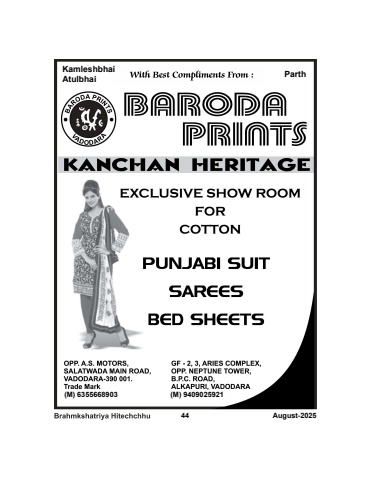 Kamleshbhai
Atulbhai
With Best Compliments From :
Parth
BARODA PRINTS
VADODARA
BARODA
PRINTS
KANCHAN HERITAGE
EXCLUSIVE SHOW ROOM
FOR
COTTON
PUNJABI SUIT
SAREES
BED SHEETS
OPP. A.S. MOTORS,
SALATWADA MAIN ROAD,
VADODARA-390 001.
Trade Mark
(M) 6355668903
GF - 2, 3, ARIES COMPLEX,
OPP. NEPTUNE TOWER,
B.P.C. ROAD,
ALKAPURI, VADODARA
(M) 9409025921
Brahmkshatriya Hitechchhu
44
August-2025